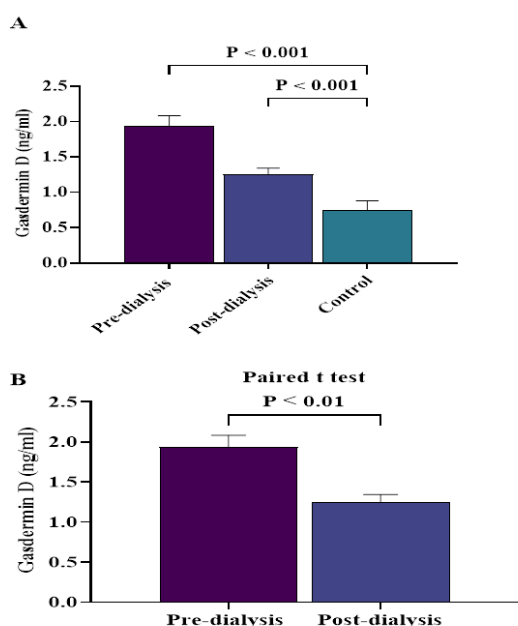 A
P < 0.001
P < 0.001
Gasdermin D (ng/ml)
2.5
2.0
1.5
1.0
0.5
0.0
Pre-dialysis
Post-dialysis
Control
B
Paired t test
P < 0.01
Gasdermin D (ng/ml)
2.5
2.0
1.5
1.0
0.5
0.0
Pre-dialysis
Post-dialysis